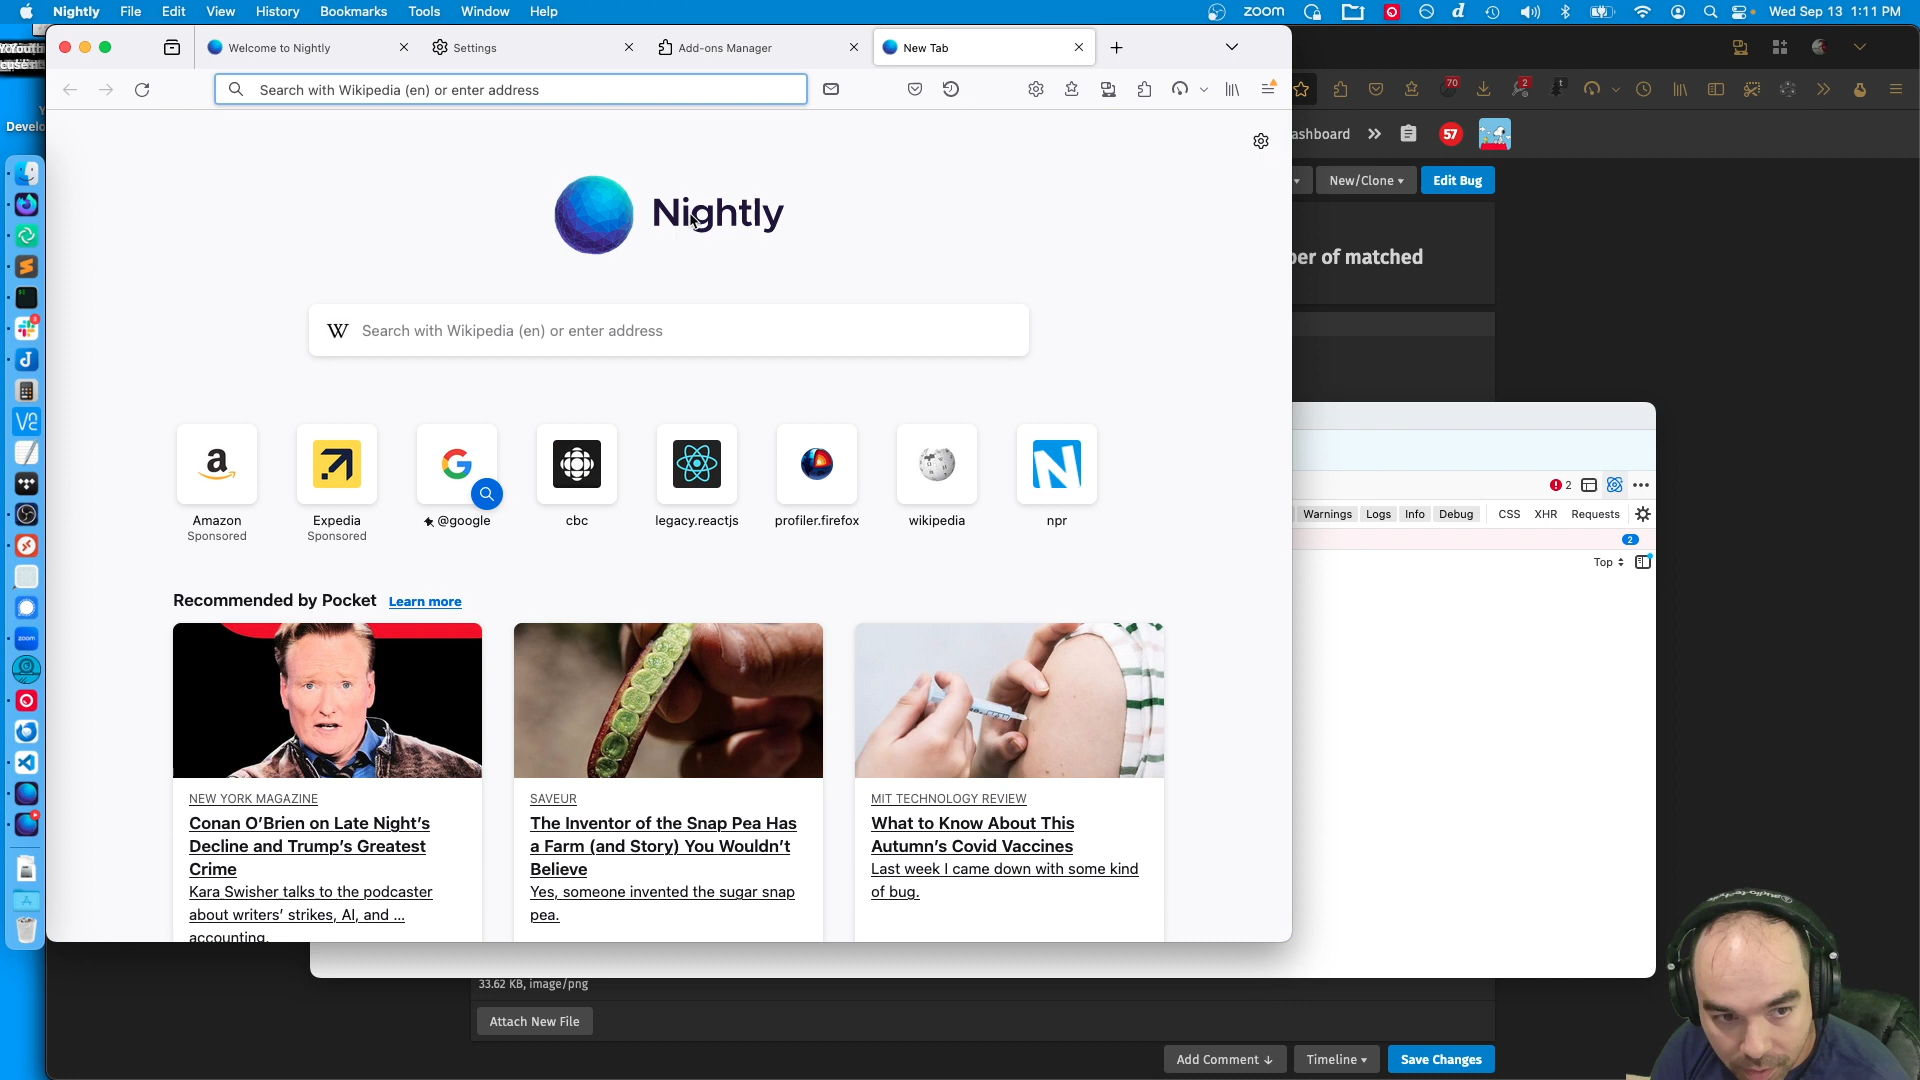 Nightly File Edit View History Bookmarks Tools Window Help zoom Wed Sep 13 1:11 PM
Welcome to Nightly Settings Add-ons Manager New Tab
Search with Wikipedia (en) or enter address 70 2 t
Develo
ashboard 57
New/Clone Edit Bug
Nightly
ber of matched
W Search with Wikipedia (en) or enter address
2
Warnings Logs Info Debug CSS XHR Requests
2
Top
Amazon
Sponsored
Expedia
Sponsored
@google
cbc
legacy.reactjs
profiler.firefox
wikipedia
npr
Recommended by Pocket Learn more
NEW YORK MAGAZINE
Conan O'Brien on Late Night's
Decline and Trump's Greatest
Crime
Kara Swisher talks to the podcaster
about writers' strikes, AI, and ...
accounting.
SAVEUR
The Inventor of the Snap Pea Has
a Farm (and Story) You Wouldn't
Believe
Yes, someone invented the sugar snap
pea.
MIT TECHNOLOGY REVIEW
What to Know About This
Autumn's Covid Vaccines
Last week I came down with some kind
of bug.
33.62 KB, image/png
Attach New File
Add Comment ↓ Timeline Save Changes